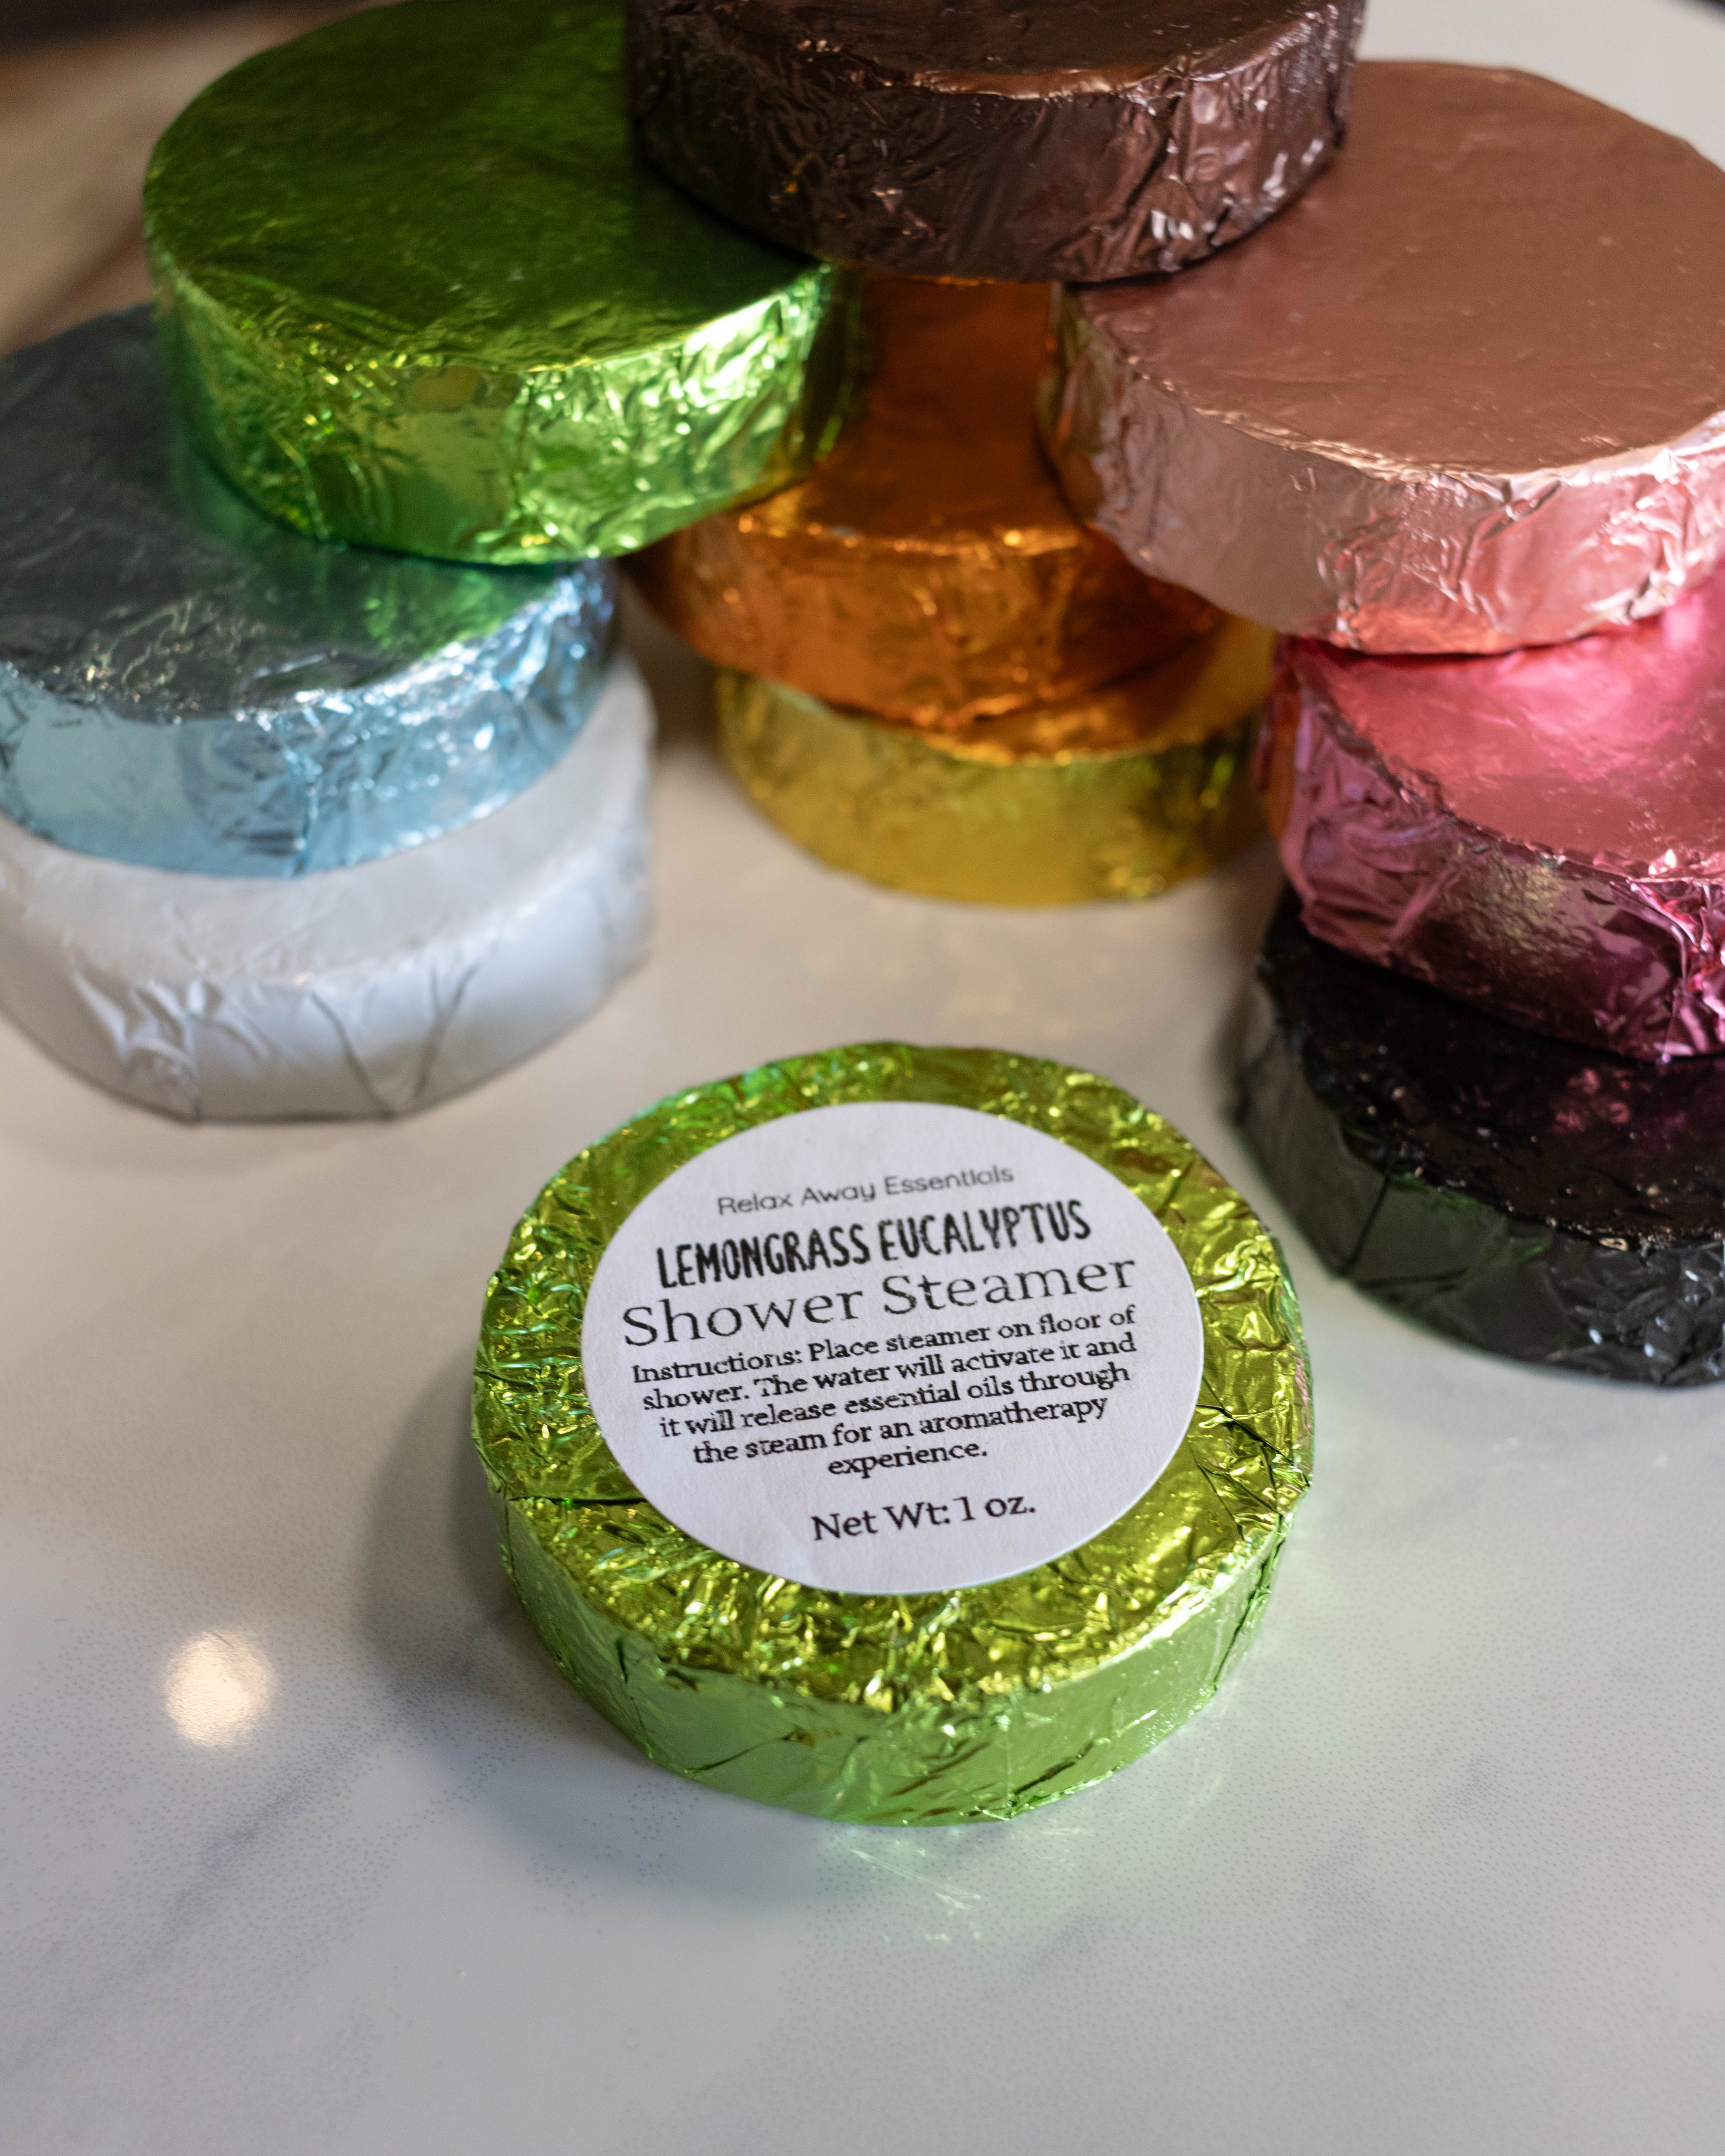 Relax Away Essentials
LEMONGRASS EUCALYPTUS
Shower Steamer
Instructions: Place steamer on floor of
shower. The water will activate it and
it will release essential oils through
the steam for an aromatherapy
experience.
Net Wt: 1 oz.